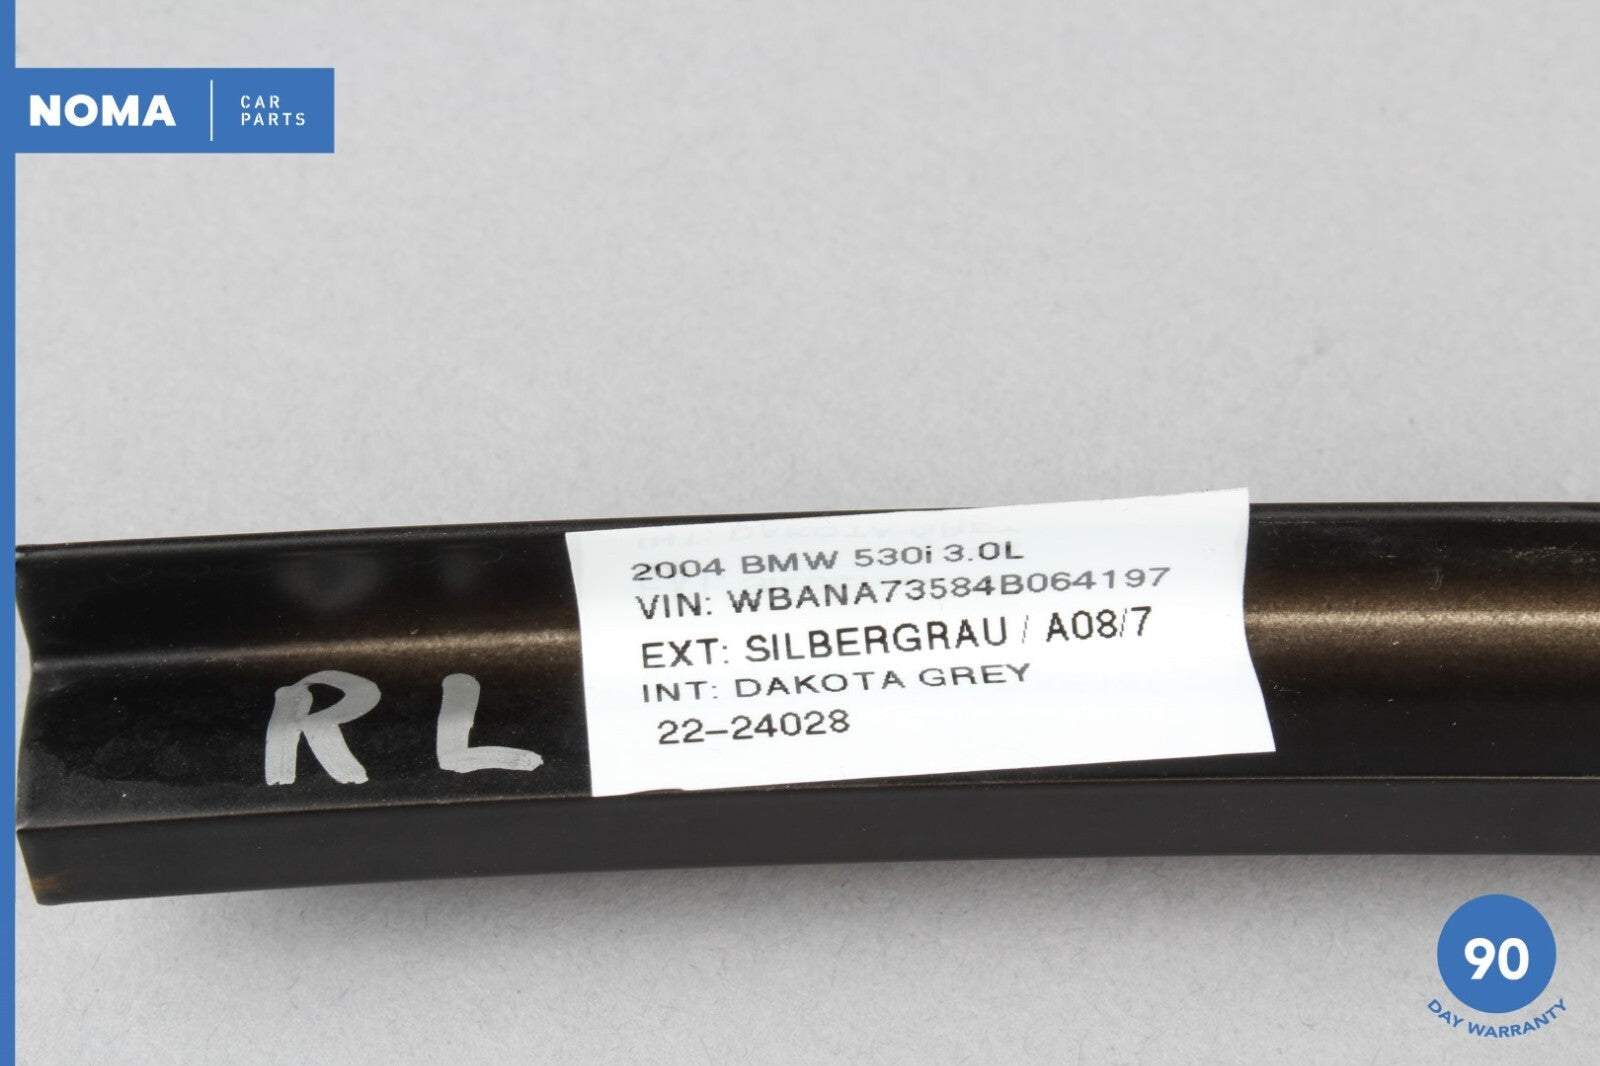 NOMA
CAR
PARTS
2004 BMW 530i 3.0L
VIN: WBANA73584B064197
EXT: SILBERGRAU / A08/7
INT: DAKOTA GREY
22-24028
RL
90
DAY WARRANTY